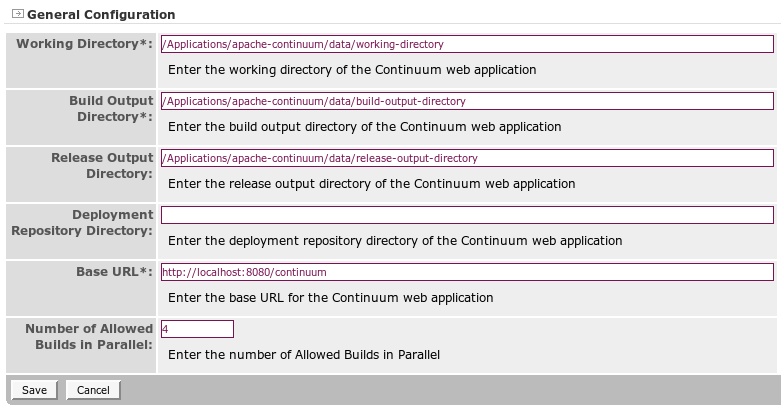 General Configuration
Working Directory*:
/Applications/apache-continuum/data/working-directory
Enter the working directory of the Continuum web application
Build Output
Directory*:
/Applications/apache-continuum/data/build-output-directory
Enter the build output directory of the Continuum web application
Release Output
Directory:
/Applications/apache-continuum/data/release-output-directory
Enter the release output directory of the Continuum web application
Deployment
Repository Directory:
Enter the deployment repository directory of the Continuum web application
Base URL*:
http://localhost:8080/continuum
Enter the base URL for the Continuum web application
Number of Allowed
Builds in Parallel:
4
Enter the number of Allowed Builds in Parallel
Save
Cancel